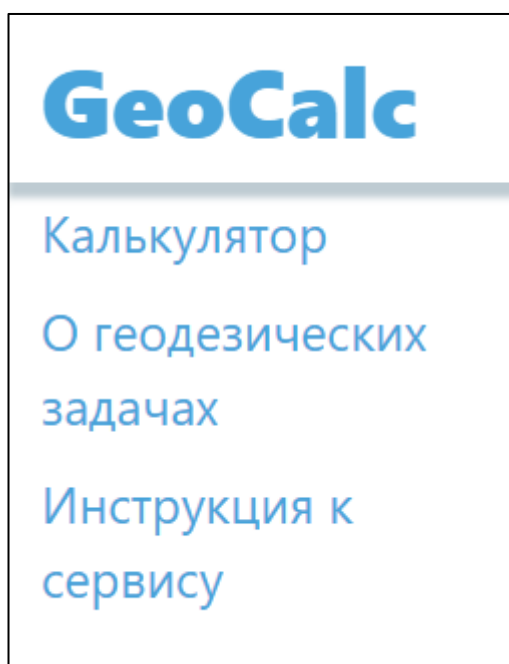 GeoCalc
Калькулятор
О геодезических
задачах
Инструкция к
сервису